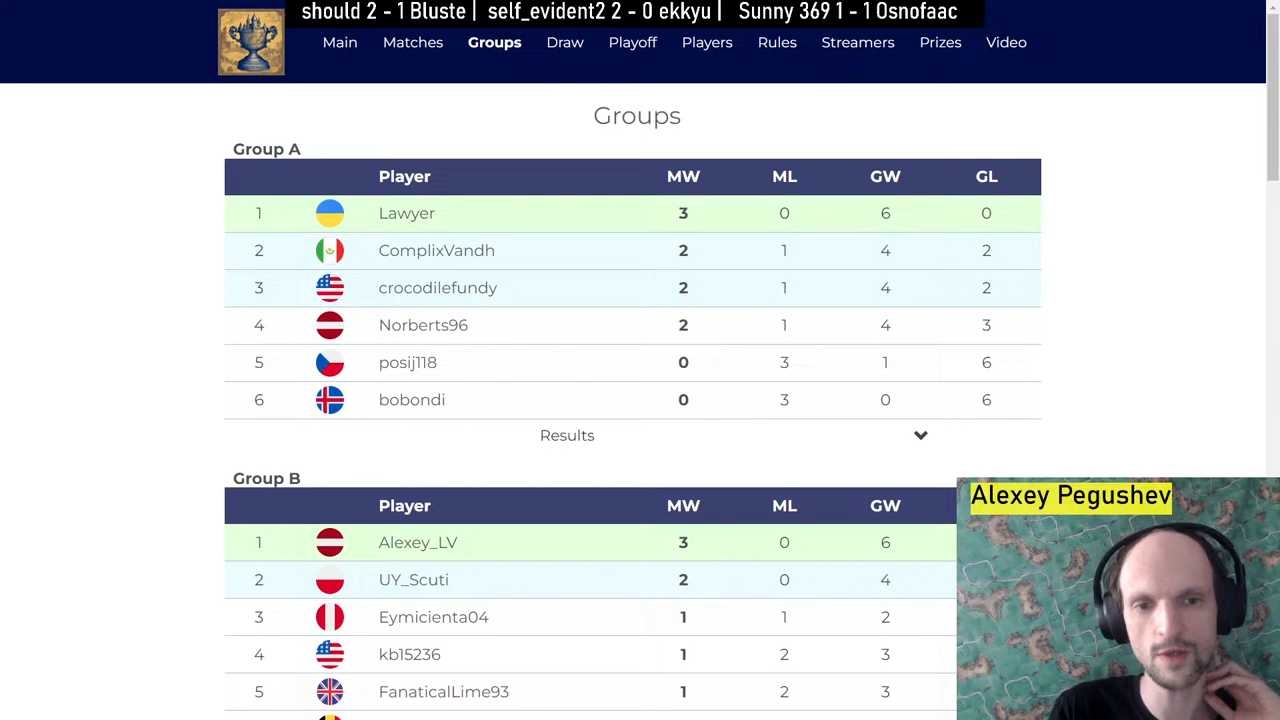 should 2 - 1 Bluste | self_evident2 2 - 0 ekkyu | Sunny 369 1 - 1 Osnofaac
Main Matches Groups Draw Playoff Players Rules Streamers Prizes Video
Groups
Group A
Player MW ML GW GL
1 Lawyer 3 0 6 0
2 ComplixVandh 2 1 4 2
3 crocodilefundy 2 1 4 2
4 Norberts96 2 1 4 3
5 posij118 0 3 1 6
6 bobondi 0 3 0 6
Results
Group B
Player MW ML GW
1 Alexey_LV 3 0 6
2 UY_Scuti 2 0 4
3 Eymicienta04 1 1 2
4 kb15236 1 2 3
5 FanaticalLime93 1 2 3
Alexey Pegushev